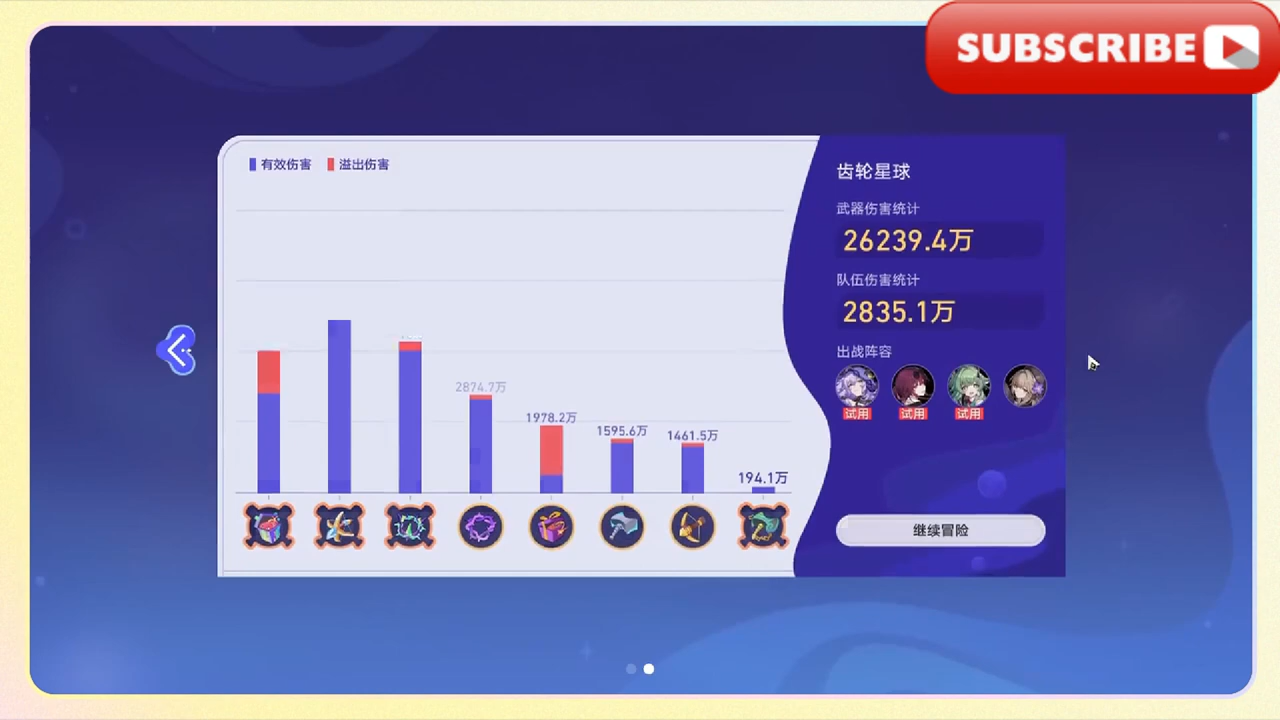 SUBSCRIBE
有效伤害 溢出伤害
2874.7万
1978.2万
1595.6万
1461.5万
194.1万
齿轮星球
武器伤害统计
26239.4万
队伍伤害统计
2835.1万
出战阵容
试用 试用 试用
继续冒险